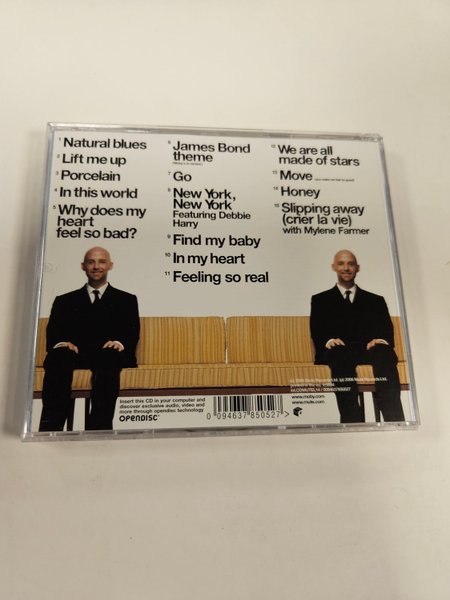 1 Natural blues
2 Lift me up
3 Porcelain
4 In this world
5 Why does my
heart
feel so bad?
6 James Bond
theme
7 Go
8 New York,
New York
Featuring Debbie
Harry
9 Find my baby
10 In my heart
11 Feeling so real
12 We are all
made of stars
13 Move
14 Honey
15 Slipping away
(crier la vie)
with Mylene Farmer
Insert this CD in your computer and
discover exclusive audio, video and
more through opendisc technology
OPENDISC
0 094637 850527 >
www.moby.com
www.mute.com